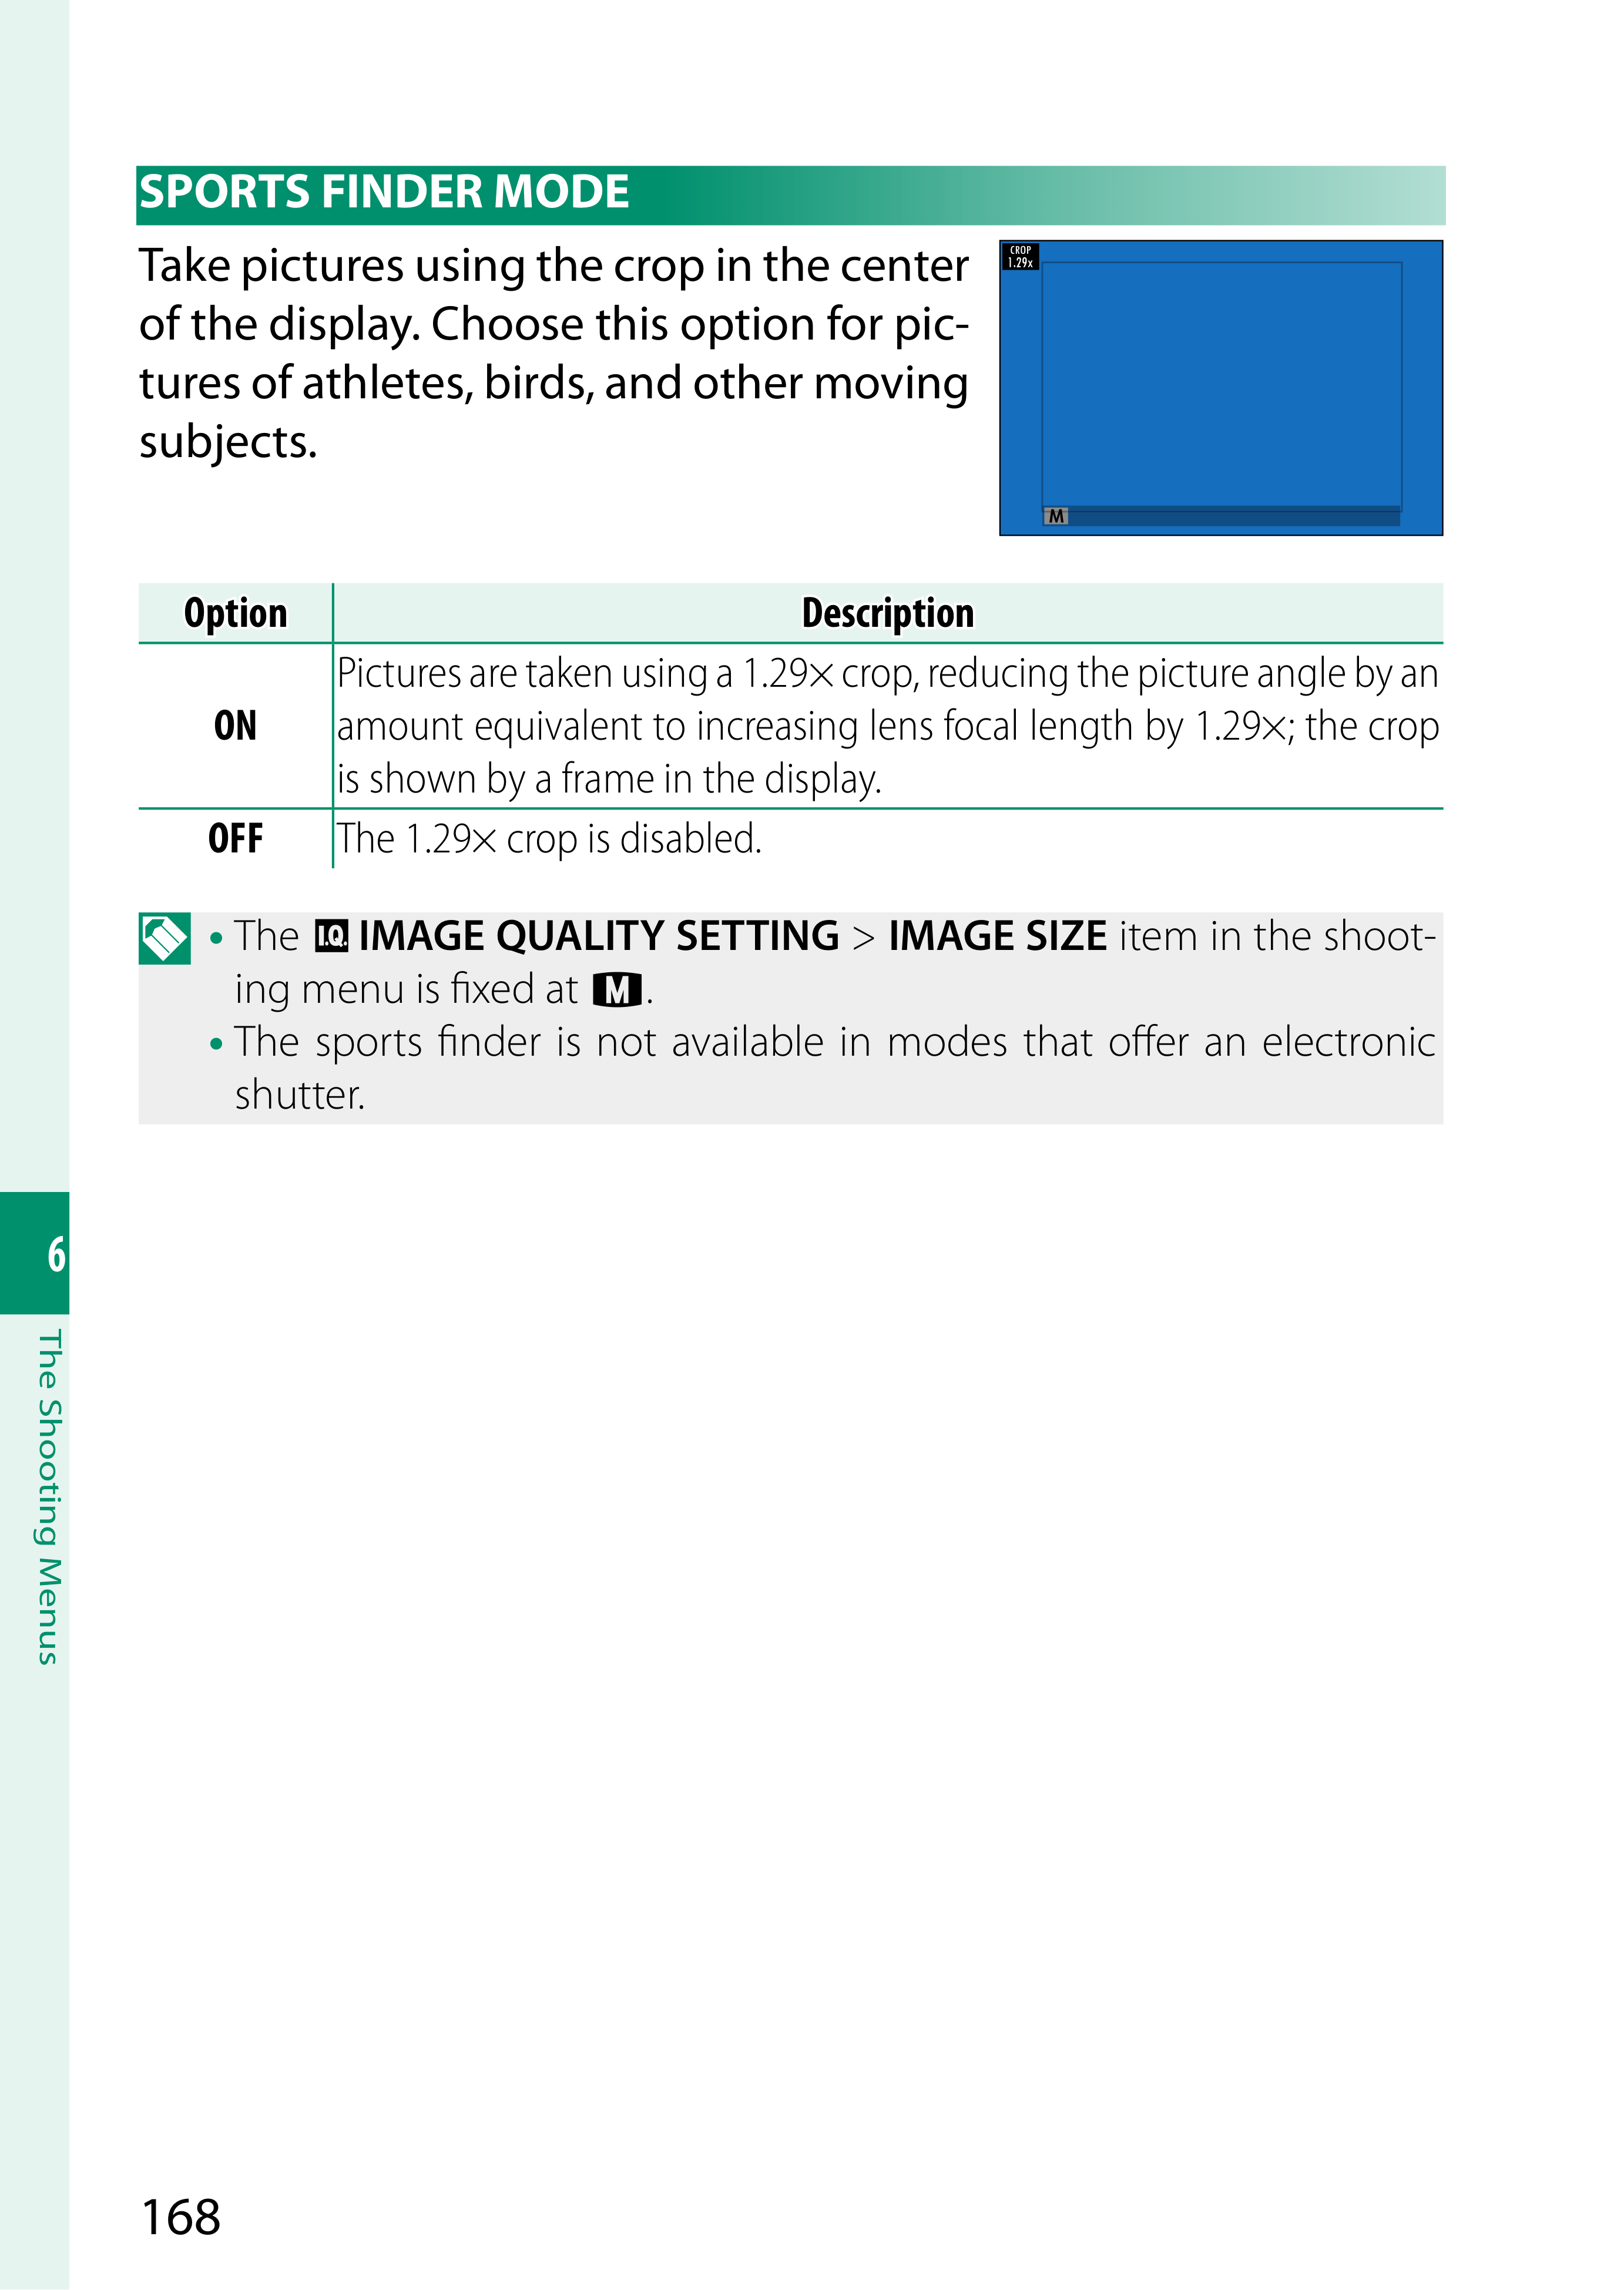 SPORTS FINDER MODE
Take pictures using the crop in the center
of the display. Choose this option for pic-
tures of athletes, birds, and other moving
subjects.
CROP
1.29x
M
Option Description
ON
Pictures are taken using a 1.29× crop, reducing the picture angle by an
amount equivalent to increasing lens focal length by 1.29×; the crop
is shown by a frame in the display.
OFF The 1.29× crop is disabled.
• The I.Q. IMAGE QUALITY SETTING > IMAGE SIZE item in the shoot-
ing menu is fixed at M.
• The sports finder is not available in modes that offer an electronic
shutter.
6
The Shooting Menus
168